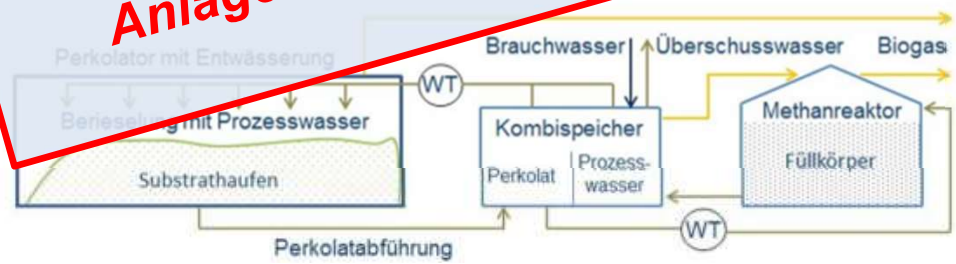 Anlage
Perkolator mit Entwässerung
Brauchwasser
Überschusswasser
Biogas
WT
Berieselung mit Prozesswasser
Kombispeicher
Methanreaktor
Substrathaufen
Perkolat
Prozess-
wasser
Füllkörper
WT
Perkolatabführung